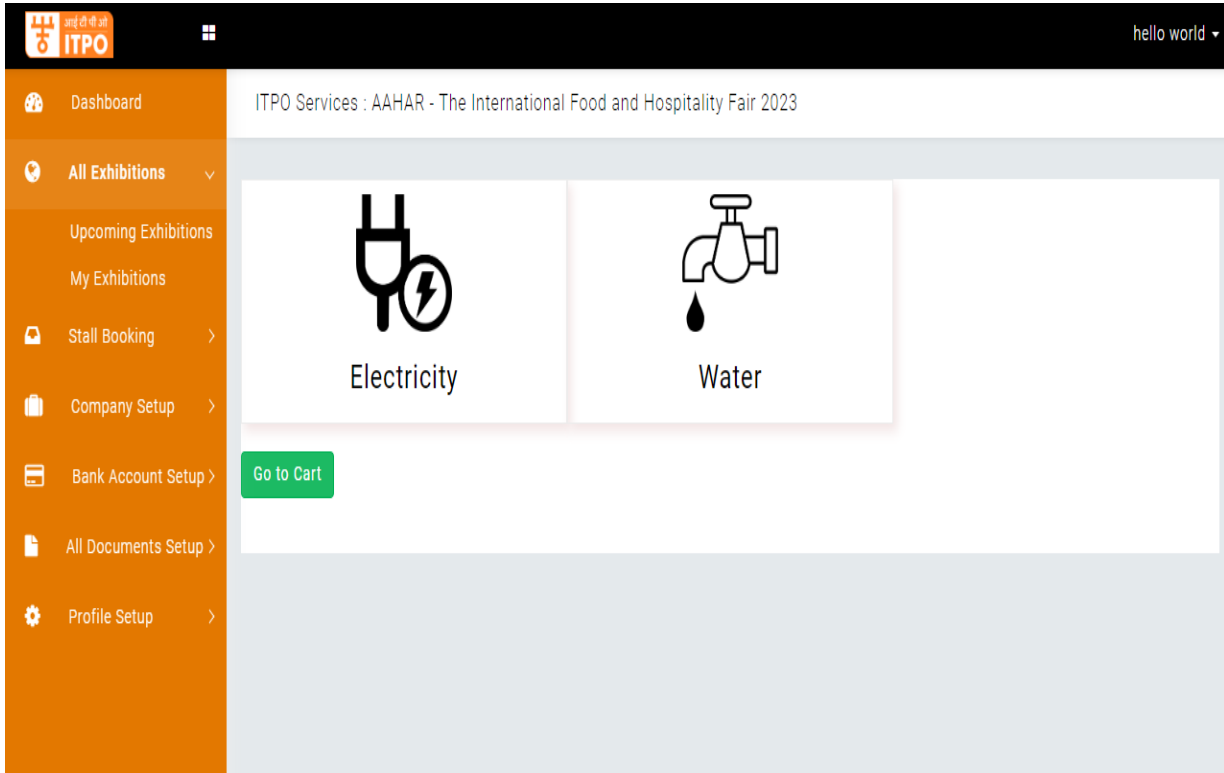 आई टी पी ओ
ITPO
hello world
Dashboard
ITPO Services : AAHAR - The International Food and Hospitality Fair 2023
All Exhibitions
Upcoming Exhibitions
My Exhibitions
Stall Booking
Company Setup
Bank Account Setup
All Documents Setup
Profile Setup
Electricity
Water
Go to Cart